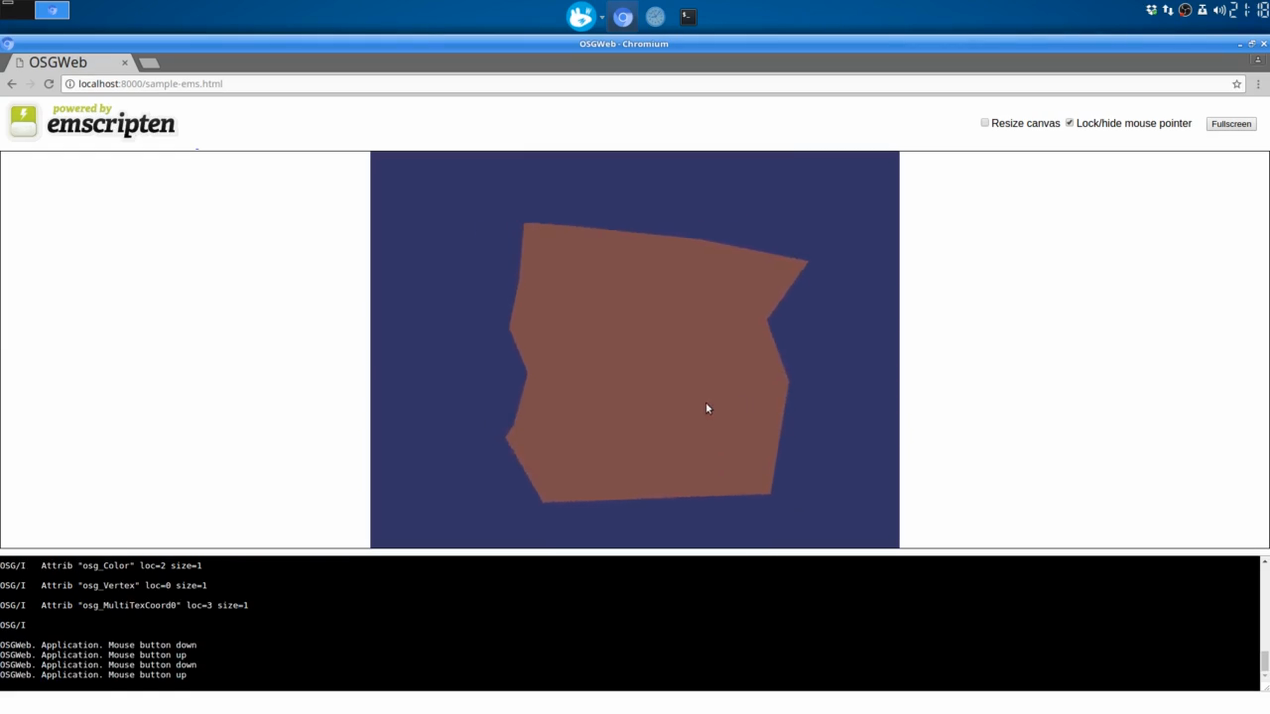 21:18
OSGWeb - Chromium
OSGWeb
localhost:8000/sample-ems.html
powered by
emscripten
Resize canvas
Lock/hide mouse pointer
Fullscreen
OSG/I   Attrib "osg_Color" loc=2 size=1
OSG/I   Attrib "osg_Vertex" loc=0 size=1
OSG/I   Attrib "osg_MultiTexCoord0" loc=3 size=1
OSG/I
OSGWeb. Application. Mouse button down
OSGWeb. Application. Mouse button up
OSGWeb. Application. Mouse button down
OSGWeb. Application. Mouse button up